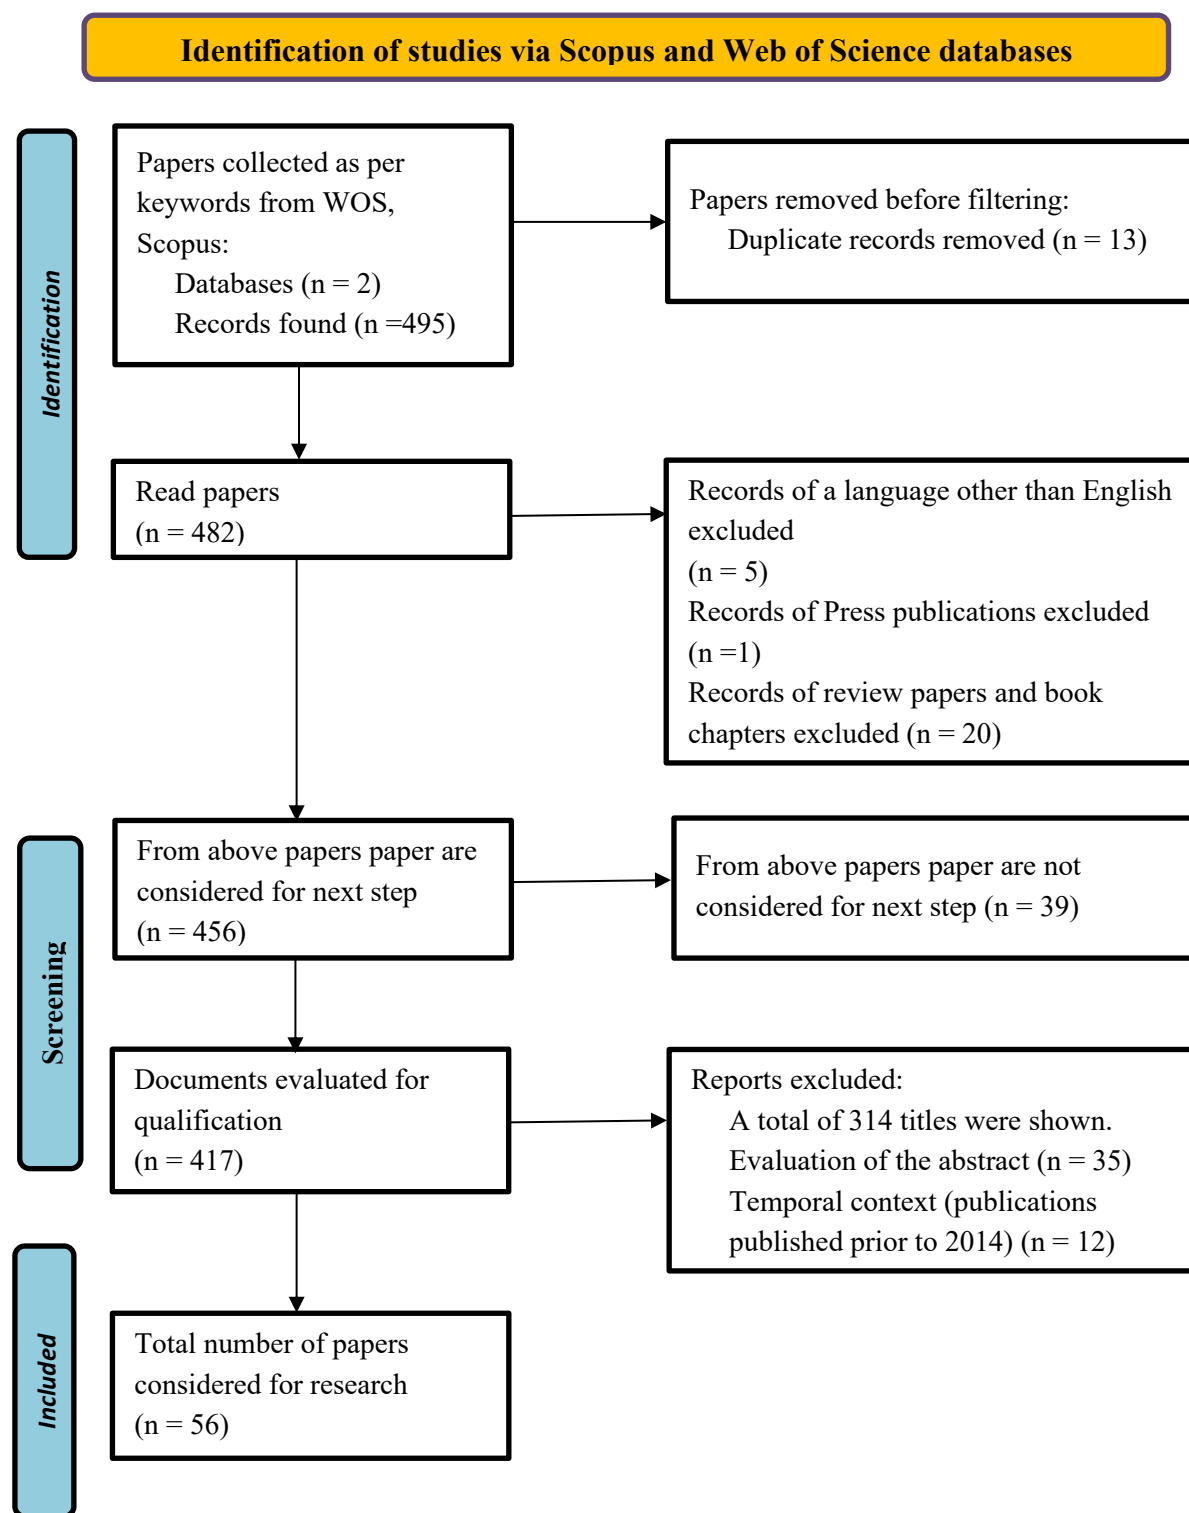 Identification of studies via Scopus and Web of Science databases
Identification
Papers collected as per
keywords from WOS,
Scopus:
Databases (n = 2)
Records found (n =495)
Papers removed before filtering:
Duplicate records removed (n = 13)
Read papers
(n = 482)
Records of a language other than English
excluded
(n = 5)
Records of Press publications excluded
(n =1)
Records of review papers and book
chapters excluded (n = 20)
Screening
From above papers paper are
considered for next step
(n = 456)
From above papers paper are not
considered for next step (n = 39)
Documents evaluated for
qualification
(n = 417)
Reports excluded:
A total of 314 titles were shown.
Evaluation of the abstract (n = 35)
Temporal context (publications
published prior to 2014) (n = 12)
Included
Total number of papers
considered for research
(n = 56)